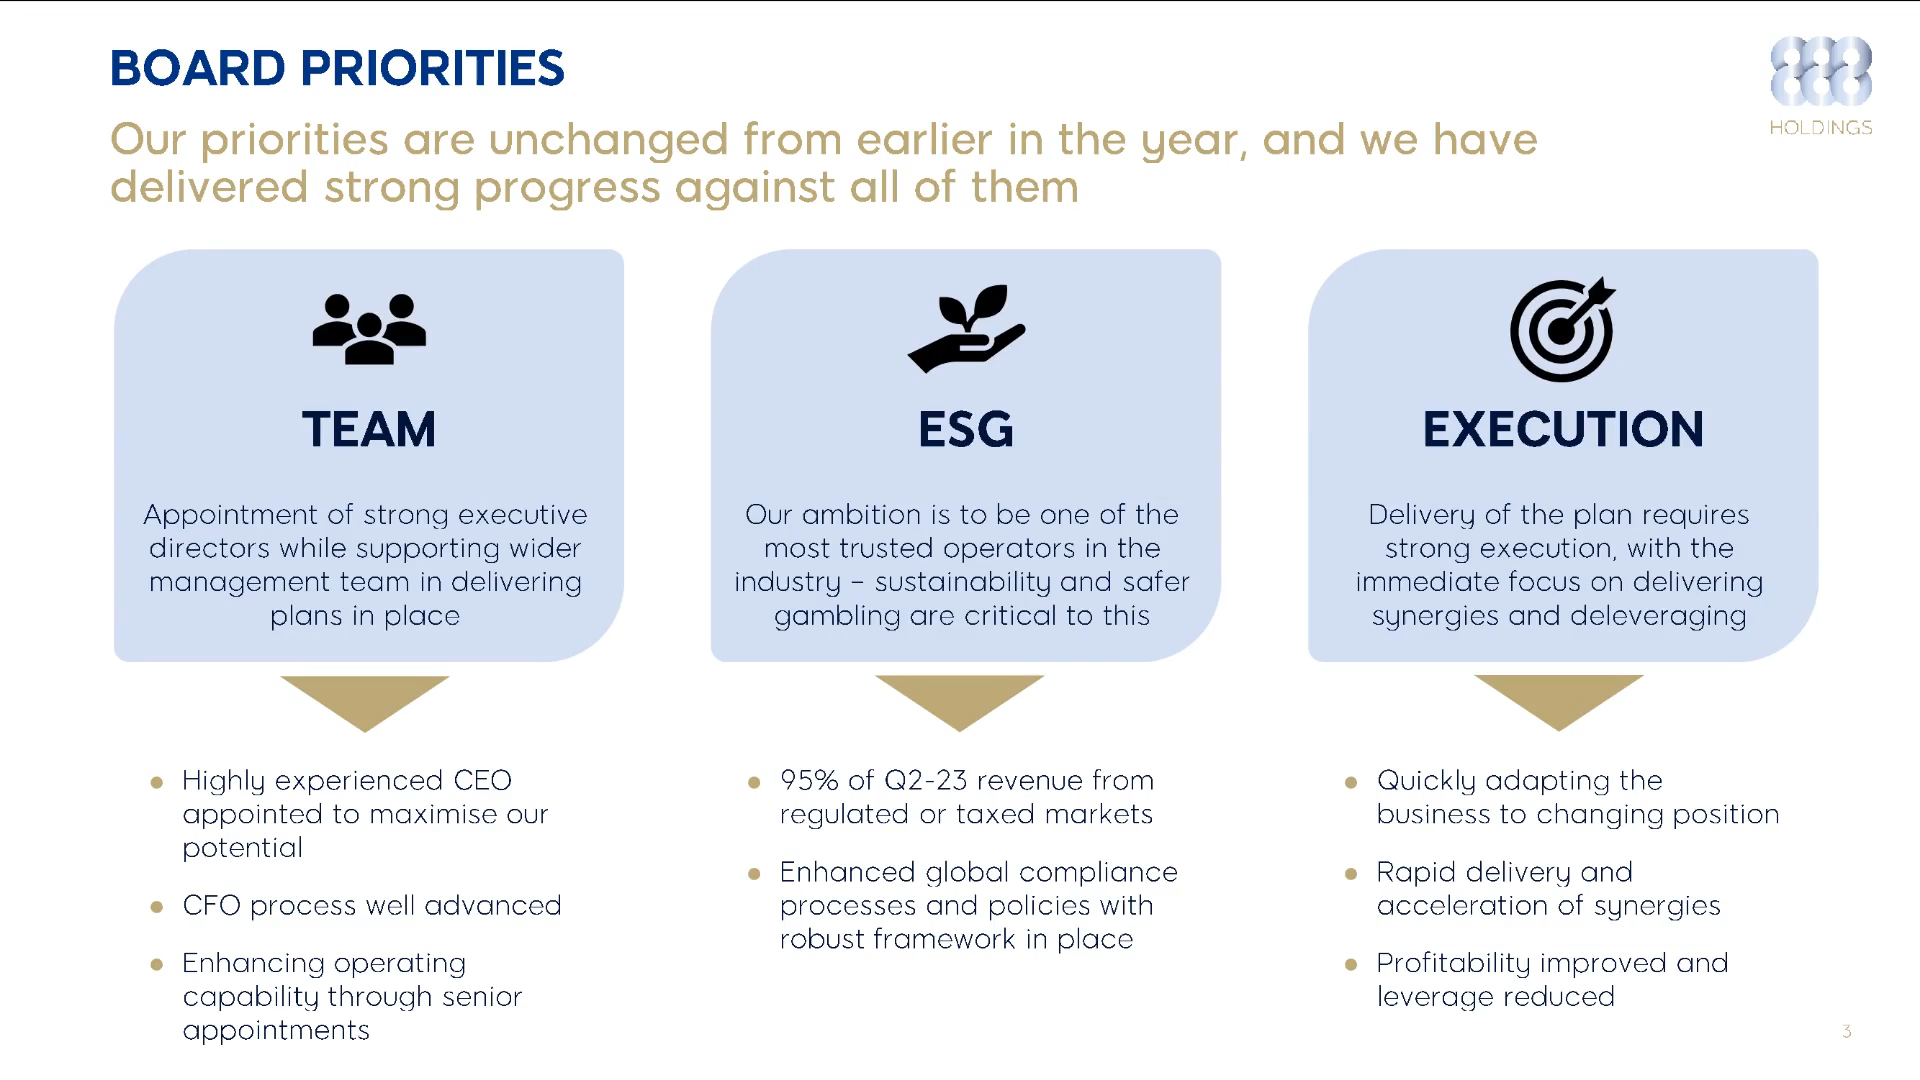 BOARD PRIORITIES
Our priorities are unchanged from earlier in the year, and we have
delivered strong progress against all of them
888
HOLDINGS
TEAM
Appointment of strong executive
directors while supporting wider
management team in delivering
plans in place
Highly experienced CEO
appointed to maximise our
potential
CFO process well advanced
Enhancing operating
capability through senior
appointments
ESG
Our ambition is to be one of the
most trusted operators in the
industry – sustainability and safer
gambling are critical to this
95% of Q2-23 revenue from
regulated or taxed markets
Enhanced global compliance
processes and policies with
robust framework in place
EXECUTION
Delivery of the plan requires
strong execution, with the
immediate focus on delivering
synergies and deleveraging
Quickly adapting the
business to changing position
Rapid delivery and
acceleration of synergies
Profitability improved and
leverage reduced
3